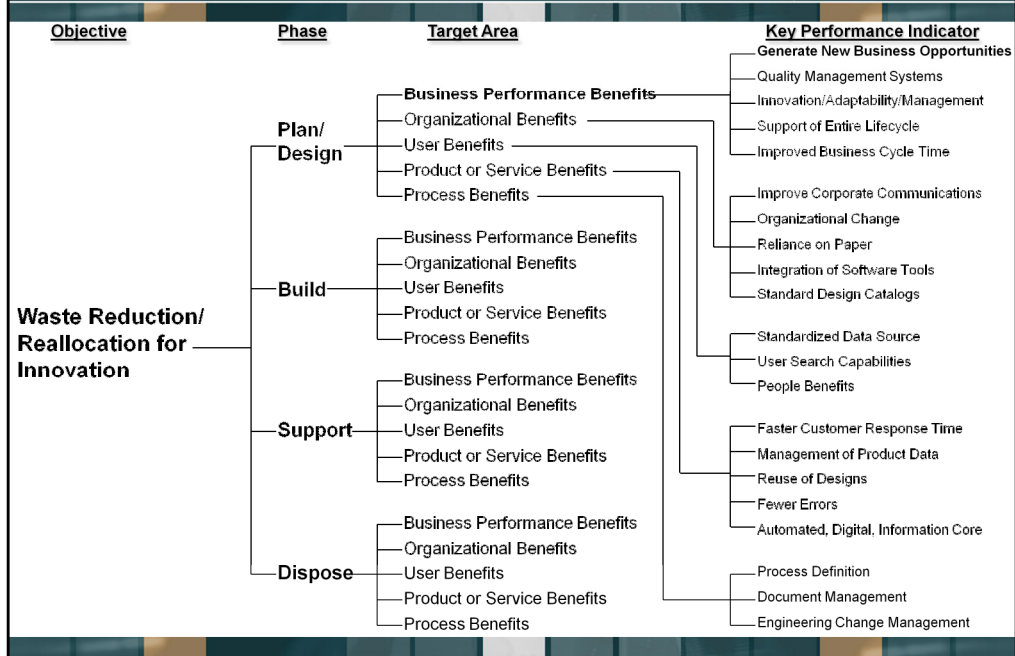 Objective
Phase
Target Area
Key Performance Indicator
Waste Reduction/
Reallocation for
Innovation
Plan/
Design
Business Performance Benefits
Organizational Benefits
User Benefits
Product or Service Benefits
Process Benefits
Build
Business Performance Benefits
Organizational Benefits
User Benefits
Product or Service Benefits
Process Benefits
Support
Business Performance Benefits
Organizational Benefits
User Benefits
Product or Service Benefits
Process Benefits
Dispose
Business Performance Benefits
Organizational Benefits
User Benefits
Product or Service Benefits
Process Benefits
Generate New Business Opportunities
Quality Management Systems
Innovation/Adaptability/Management
Support of Entire Lifecycle
Improved Business Cycle Time
Improve Corporate Communications
Organizational Change
Reliance on Paper
Integration of Software Tools
Standard Design Catalogs
Standardized Data Source
User Search Capabilities
People Benefits
Faster Customer Response Time
Management of Product Data
Reuse of Designs
Fewer Errors
Automated, Digital, Information Core
Process Definition
Document Management
Engineering Change Management